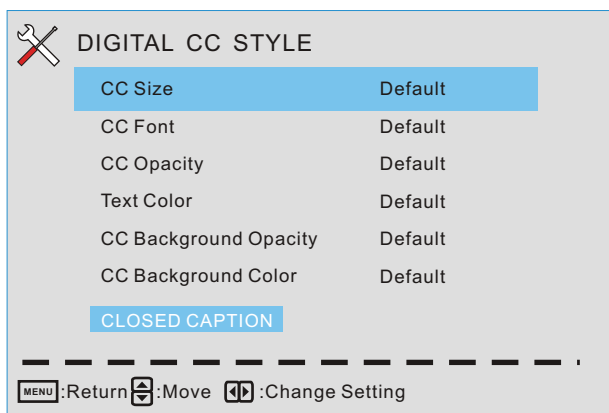 DIGITAL CC STYLE
CC Size Default
CC Font Default
CC Opacity Default
Text Color Default
CC Background Opacity Default
CC Background Color Default
CLOSED CAPTION
MENU :Return :Move :Change Setting